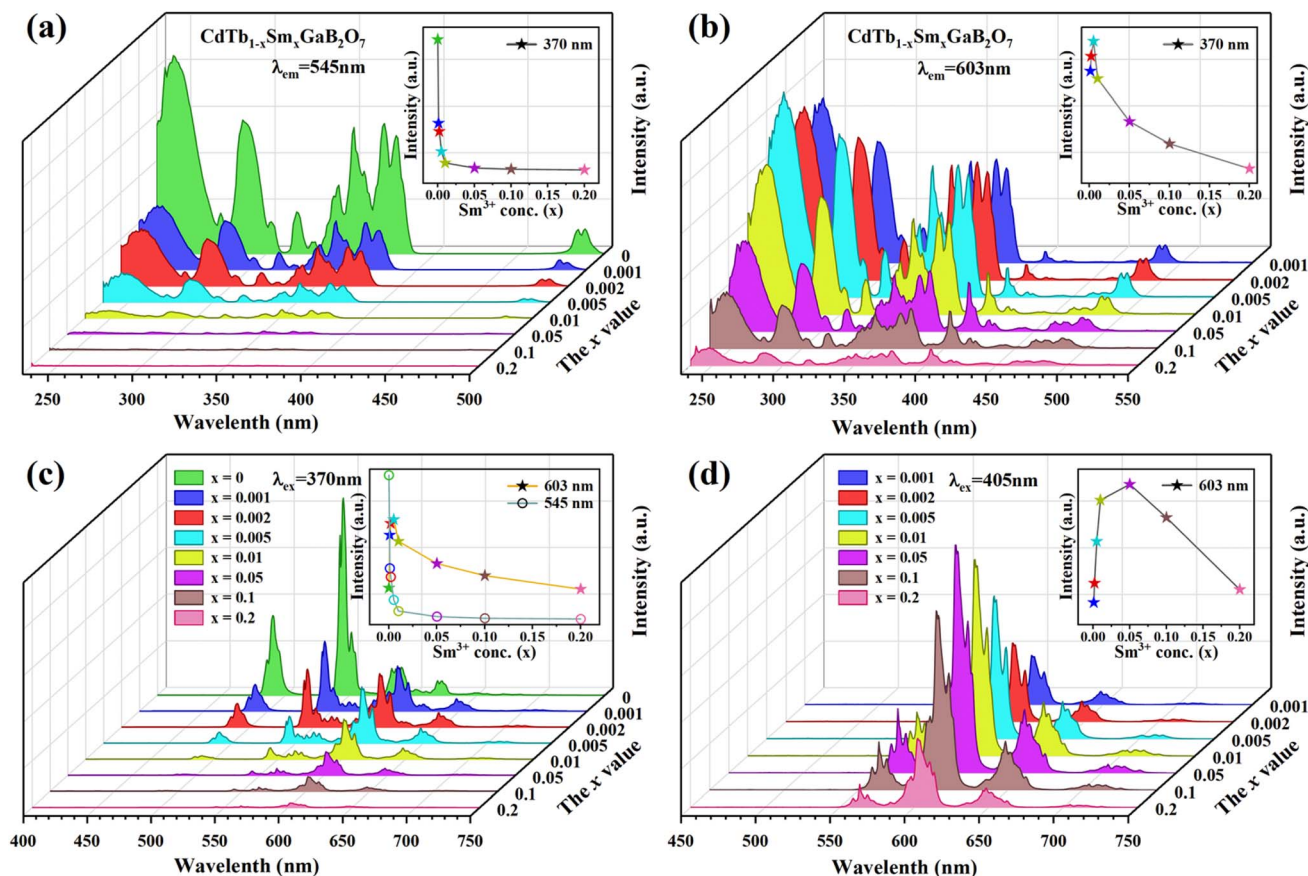 (a)
CdTb1-xSmxGaB2O7
λem=545nm
370 nm
Intensity (a.u.)
0.00 0.05 0.10 0.15 0.20
Sm3+ conc. (x)
Intensity (a.u.)
0
0.001
0.002
0.005
0.01
0.05
0.1
0.2
The x value
250 300 350 400 450 500
Wavelenth (nm)
(b)
CdTb1-xSmxGaB2O7
λem=603nm
370 nm
Intensity (a.u.)
0.00 0.05 0.10 0.15 0.20
Sm3+ conc. (x)
Intensity (a.u.)
0.001
0.002
0.005
0.01
0.05
0.1
0.2
The x value
250 300 350 400 450 500 550
Wavelenth (nm)
(c)
x = 0
x = 0.001
x = 0.002
x = 0.005
x = 0.01
x = 0.05
x = 0.1
x = 0.2
λex=370nm
603 nm
545 nm
Intensity (a.u.)
0.00 0.05 0.10 0.15 0.20
Sm3+ conc. (x)
Intensity (a.u.)
0
0.001
0.002
0.005
0.01
0.05
0.1
0.2
The x value
400 450 500 550 600 650 700 750
Wavelenth (nm)
(d)
x = 0.001
x = 0.002
x = 0.005
x = 0.01
x = 0.05
x = 0.1
x = 0.2
λex=405nm
603 nm
Intensity (a.u.)
0.00 0.05 0.10 0.15 0.20
Sm3+ conc. (x)
Intensity (a.u.)
0.001
0.002
0.005
0.01
0.05
0.1
0.2
The x value
450 500 550 600 650 700 750
Wavelenth (nm)